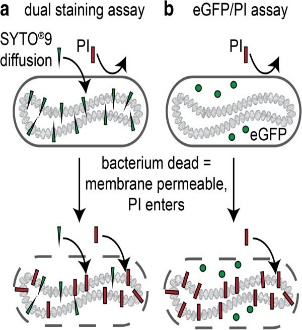 a dual staining assay
b eGFP/PI assay
SYTO®9
diffusion
PI
PI
eGFP
bacterium dead =
membrane permeable,
PI enters